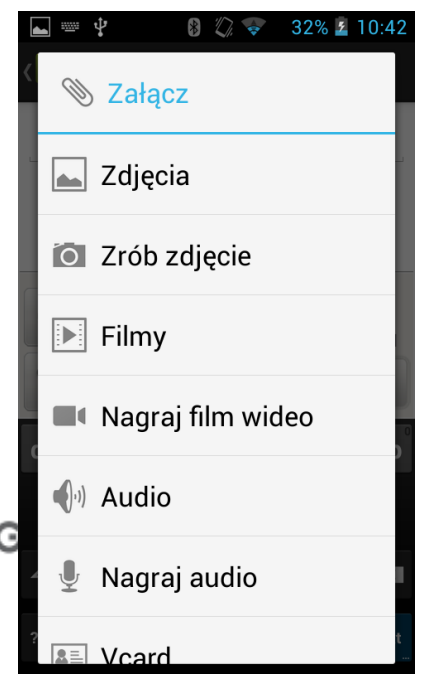 32% 10:42
Załącz
Zdjęcia
Zrób zdjęcie
Filmy
Nagraj film wideo
Audio
Nagraj audio
Vcard